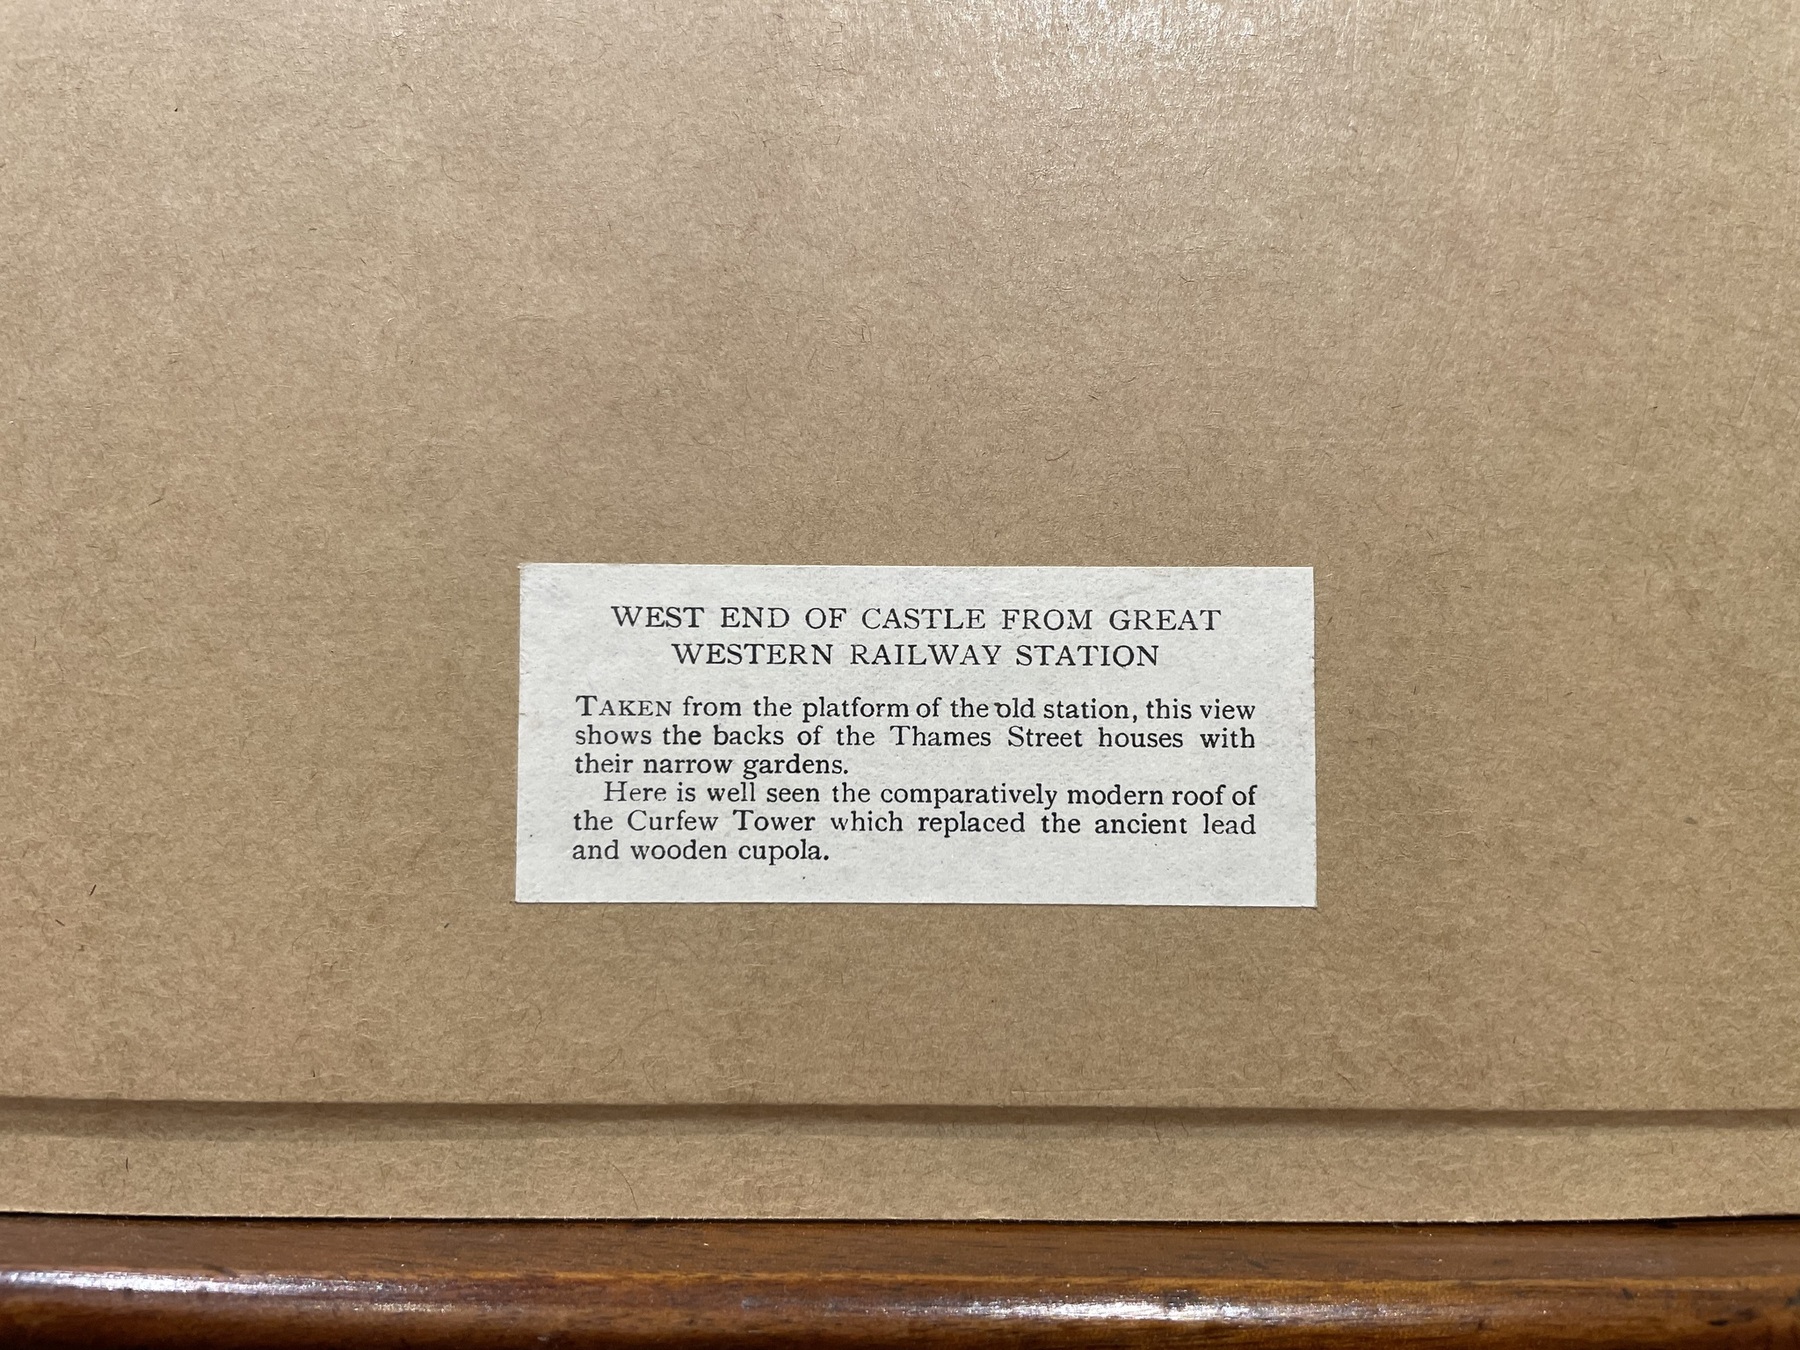 WEST END OF CASTLE FROM GREAT
WESTERN RAILWAY STATION
TAKEN from the platform of the old station, this view
shows the backs of the Thames Street houses with
their narrow gardens.
Here is well seen the comparatively modern roof of
the Curfew Tower which replaced the ancient lead
and wooden cupola.